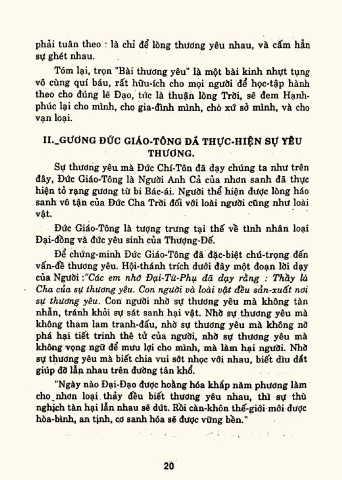 phải tuân theo : là chỉ để lòng thương yêu nhau, và cấm hẳn
sự ghét nhau.
Tóm lại, trọn "Bài thương yêu" là một bài kinh nhựt tụng
vô cùng quí báu, rất hữu-ích cho mọi người để học-tập thành
theo cho đúng lẽ Đạo, tức là thuận lòng Trời, sẽ đem Hạnh-
phúc lại cho mình, cho gia-đình mình, chỏ xứ sở mình, và cho
vạn loại.
II._GƯƠNG ĐỨC GIÁO-TÔNG ĐÃ THỰC-HIỆN SỰ YÊU
THƯƠNG.
Sự thương yêu mà Đức Chí-Tôn đã dạy chúng ta như trên
đây, Đức Giáo-Tông là Người Anh Cả của nhơn sanh đã thực
hiện tỏ rạng gương từ bi Bác-ái. Người thể hiện được lòng háo
sanh vô tận của Đức Cha Trời đối với loài người cũng như loài
vật.
Đức Giáo-Tông là tượng trưng tại thế về tình nhân loại
Đại-đồng và đức yêu sinh của Thượng-Đế.
Để chứng-minh Đức Giáo-Tông đã đặc-biệt chú-trọng đến
vấn-đề thương yêu. Hội-thánh trích dưới đây một đoạn lời dạy
của Người :"Các em nhớ Đại-Từ-Phụ đã dạy rằng : Thầy là
Cha của sự thương yêu. Con người và loài vật đều sản-xuất nơi
sự thương yêu. Con người nhờ sự thương yêu mà không tàn
nhẫn, tránh khỏi sự sát sanh hại vật. Nhờ sự thương yêu mà
không tham lam tranh-đấu, nhờ sự thương yêu mà không nỡ
phá hại tiết trinh thê tử của người, nhờ sự thương yêu mà
không vọng ngữ để mưu lợi cho mình, mà làm hại người. Nhờ
sự thương yêu mà biết chia vui sớt nhọc với nhau, biết dìu dắt
giúp đỡ lẫn nhau trên đường tân khổ.
"Ngày nào Đại-Đạo được hoằng hóa khắp năm phương làm
cho nhơn loại thảy đều biết thương yêu nhau, thì sự thù
nghịch tàn hại lẫn nhau sẽ dứt. Rồi càn-khôn thế-giới mới được
hòa-bình, an tịnh, cơ sanh hóa sẽ được vững bền."
20